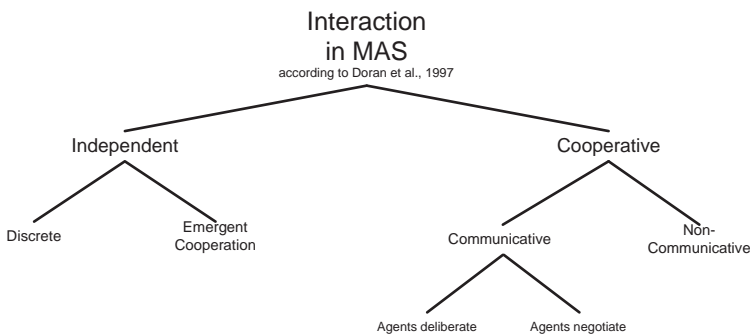 Interaction
in MAS
according to Doran et al., 1997
Independent
Cooperative
Discrete
Emergent
Cooperation
Communicative
Non-
Communicative
Agents deliberate
Agents negotiate